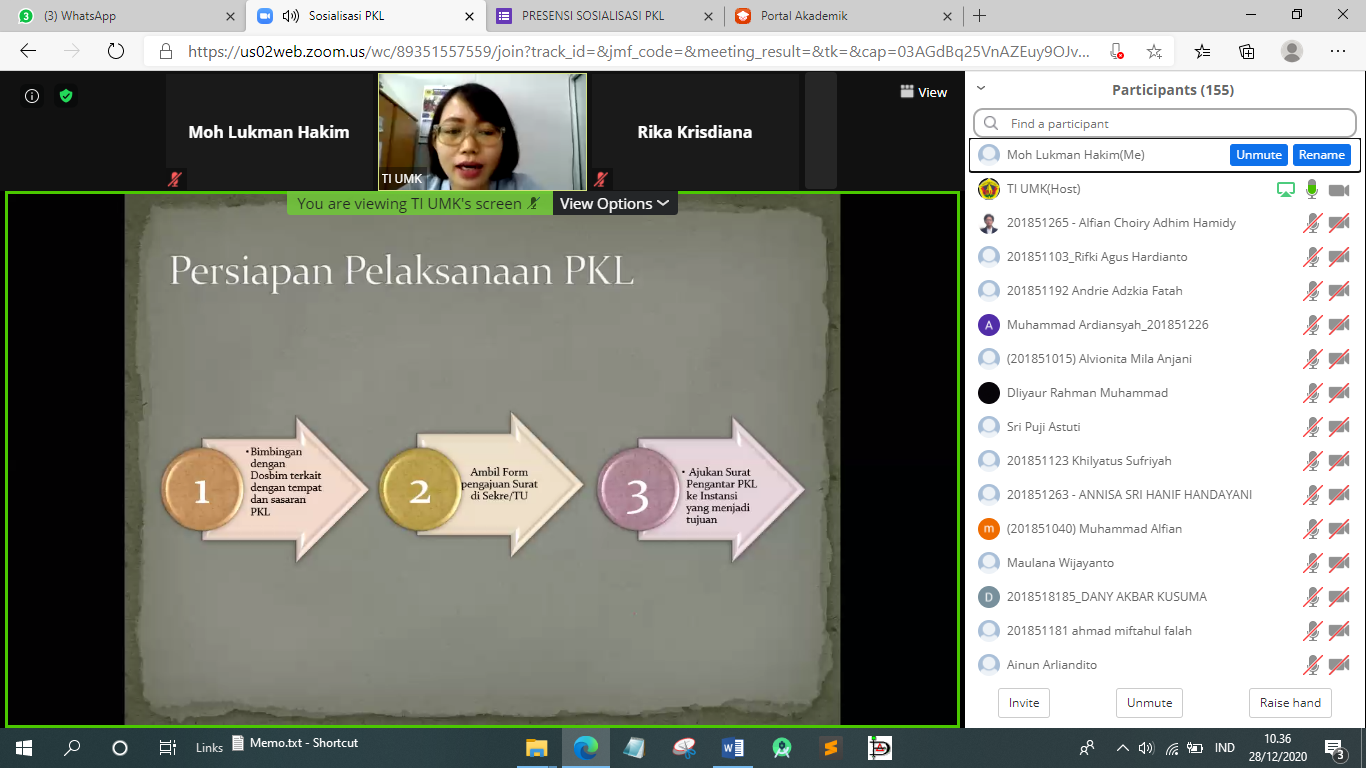 (3) WhatsApp
Sosialisasi PKL
PRESENSI SOSIALISASI PKL
Portal Akademik
https://us02web.zoom.us/wc/89351557559/join?track_id=&jmf_code=&meeting_result=&tk=&cap=03AGdBq25VnAZEuy9OJv...
Moh Lukman Hakim
TI UMK
Rika Krisdiana
View
You are viewing TI UMK's screen
View Options
Persiapan Pelaksanaan PKL
1
•Bimbingan
dengan
Dosbim terkait
dengan tempat
dan sasaran
PKL
2
Ambil Form
pengajuan Surat
di Sekre/TU
3
• Ajukan Surat
Pengantar PKL
ke Instansi
yang menjadi
tujuan
Participants (155)
Find a participant
Moh Lukman Hakim(Me)
Unmute
Rename
TI UMK(Host)
201851265 - Alfian Choiry Adhim Hamidy
201851103_Rifki Agus Hardianto
201851192 Andrie Adzkia Fatah
A
Muhammad Ardiansyah_201851226
(201851015) Alvionita Mila Anjani
Dliyaur Rahman Muhammad
Sri Puji Astuti
201851123 Khilyatus Sufriyah
201851263 - ANNISA SRI HANIF HANDAYANI
m
(201851040) Muhammad Alfian
Maulana Wijayanto
D
2018518185_DANY AKBAR KUSUMA
201851181 ahmad miftahul falah
Ainun Arliandito
Invite
Unmute
Raise hand
Links
Memo.txt - Shortcut
IND
10.36
28/12/2020
3